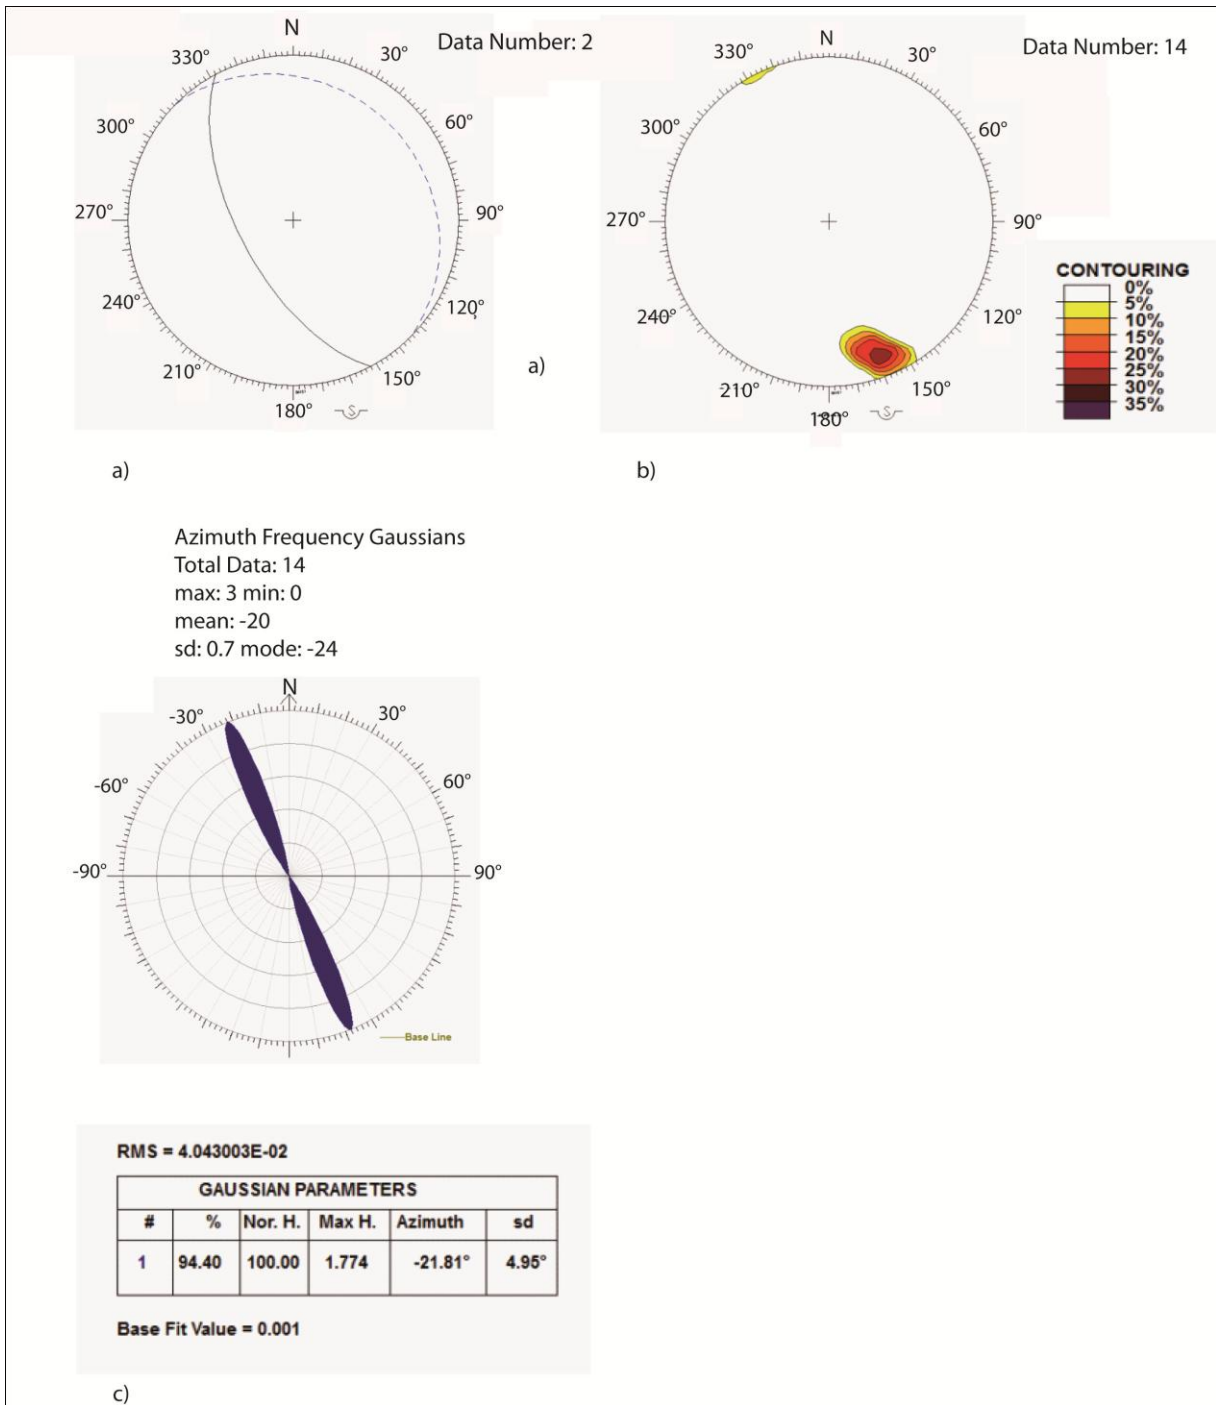 N
Data Number: 2
330°
30°
300°
60°
270°
90°
240°
120°
210°
150°
180°
S
a)
a)
N
Data Number: 14
330°
30°
300°
60°
270°
90°
240°
120°
210°
150°
180°
S
CONTOURING
0%
5%
10%
15%
20%
25%
30%
35%
b)
Azimuth Frequency Gaussians
Total Data: 14
max: 3 min: 0
mean: -20
sd: 0.7 mode: -24
N
-30°
30°
-60°
60°
-90°
90°
Base Line
RMS = 4.043003E-02
GAUSSIAN PARAMETERS
# % Nor. H. Max H. Azimuth sd
1 94.40 100.00 1.774 -21.81° 4.95°
Base Fit Value = 0.001
c)